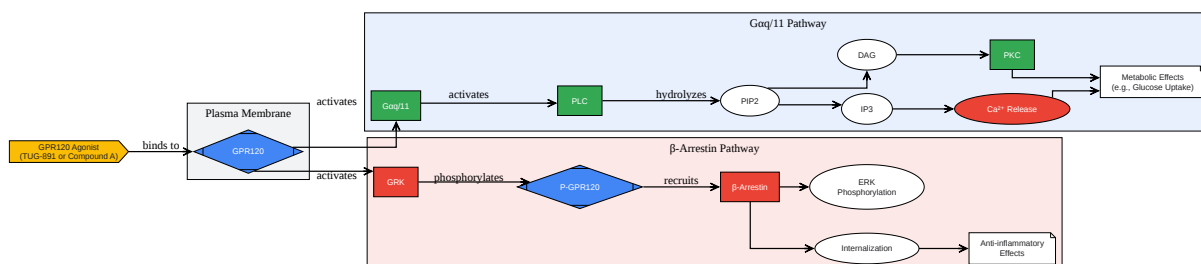 Gαq/11 Pathway
DAG
PKC
Metabolic Effects
(e.g., Glucose Uptake)
activates
Gαq/11
activates
PLC
hydrolyzes
PIP2
IP3
Ca²⁺ Release
Plasma Membrane
GPR120 Agonist
(TUG-891 or Compound A)
binds to
GPR120
β-Arrestin Pathway
activates
GRK
phosphorylates
P-GPR120
recruits
β-Arrestin
ERK
Phosphorylation
Internalization
Anti-inflammatory
Effects